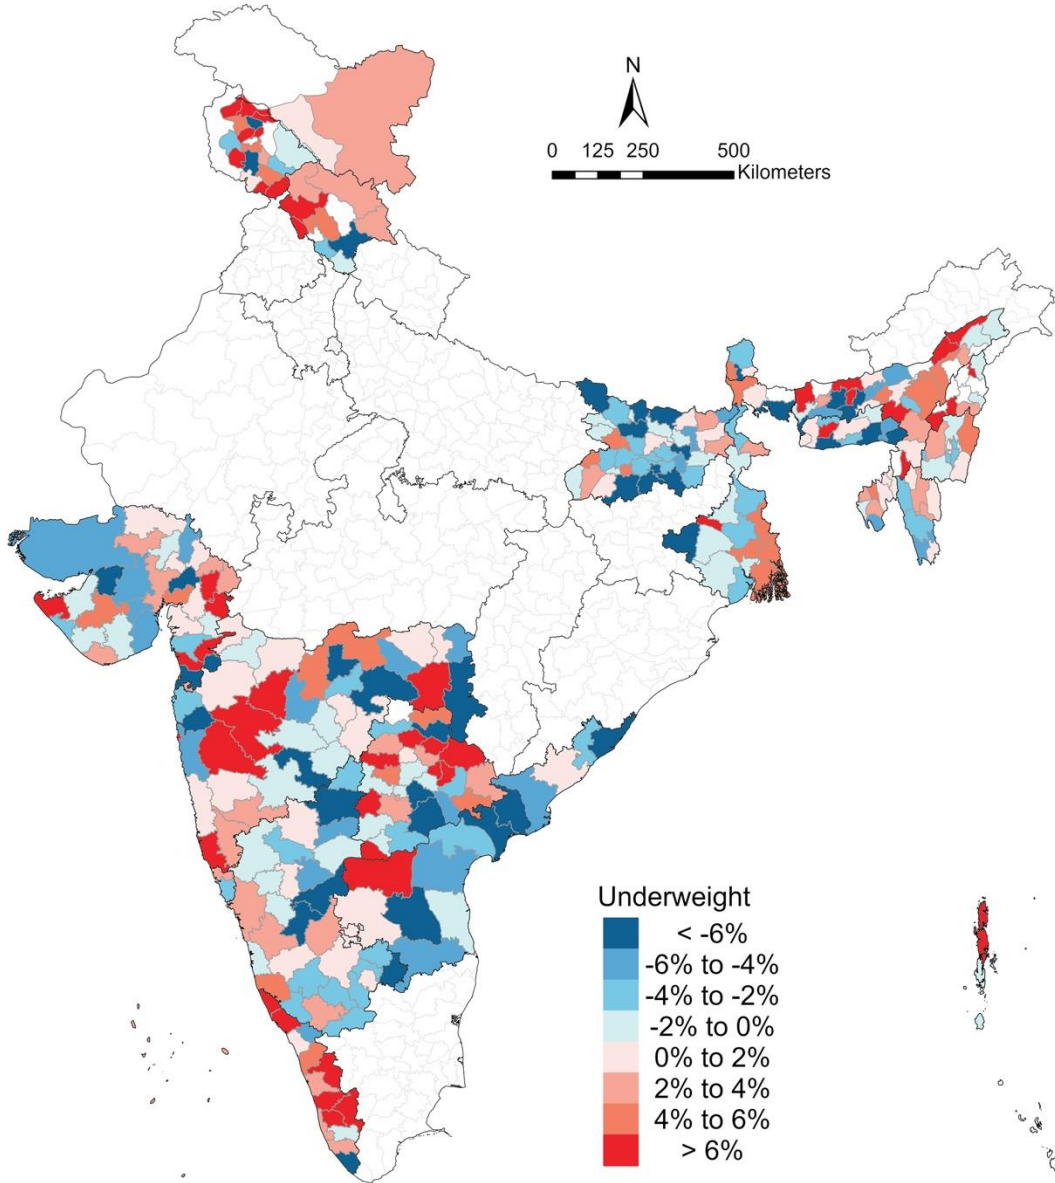 N
0 125 250 500
Kilometers
Underweight
< -6%
-6% to -4%
-4% to -2%
-2% to 0%
0% to 2%
2% to 4%
4% to 6%
> 6%